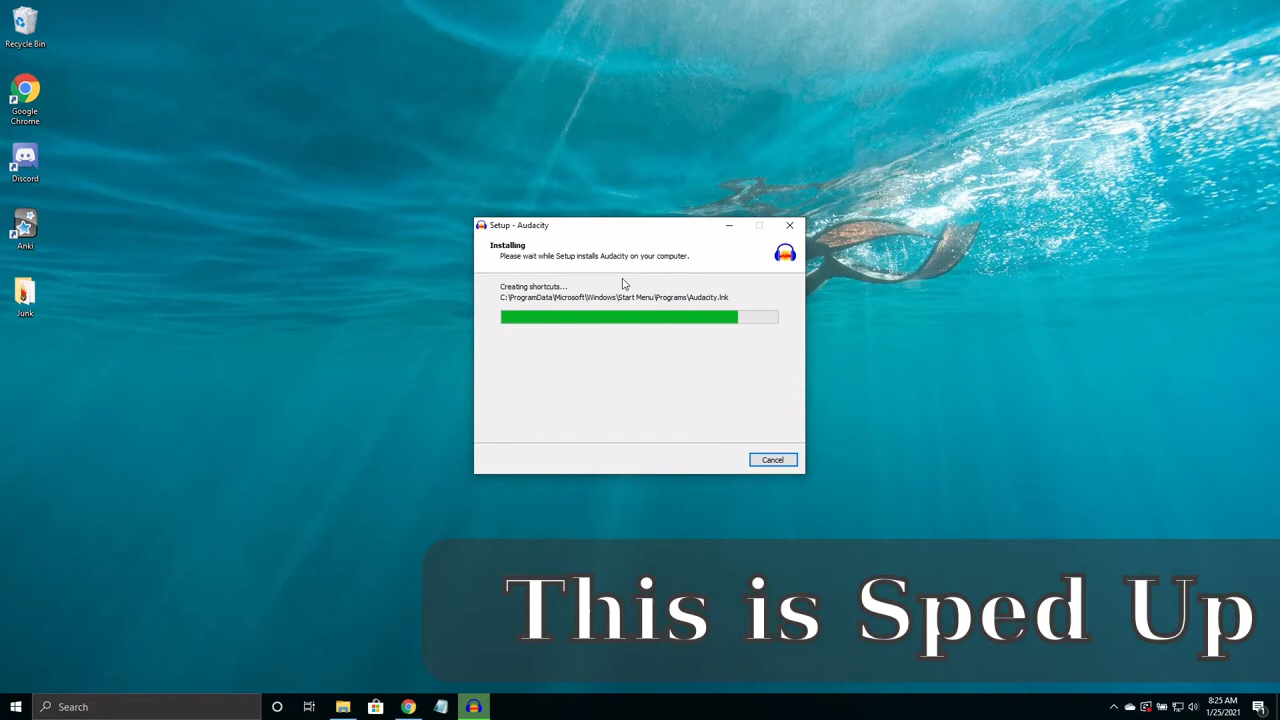 Recycle Bin
Google
Chrome
Discord
Anki
Junk
Setup - Audacity
Installing
Please wait while Setup installs Audacity on your computer.
Creating shortcuts...
C:\ProgramData\Microsoft\Windows\Start Menu\Programs\Audacity.lnk
Cancel
This is Sped Up
Search
8:25 AM
1/25/2021
1